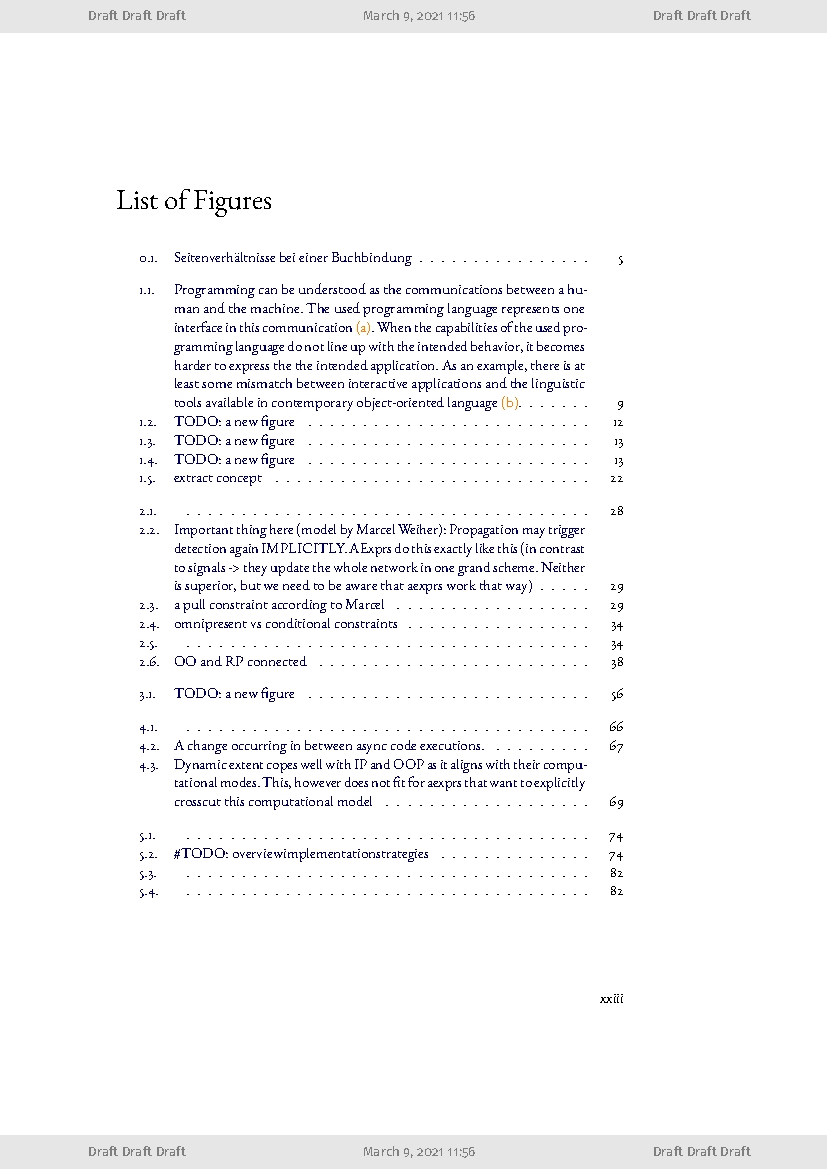 Draft Draft Draft March 9, 2021 11:56 Draft Draft Draft
List of Figures
0.1. Seitenverhältnisse bei einer Buchbindung . . . . . . . . . . . . . . . . 5
1.1. Programming can be understood as the communications between a hu-
man and the machine. The used programming language represents one
interface in this communication (a). When the capabilities of the used pro-
gramming language do not line up with the intended behavior, it becomes
harder to express the the intended application. As an example, there is at
least some mismatch between interactive applications and the linguistic
tools available in contemporary object-oriented language (b). . . . . . . 9
1.2. TODO: a new figure . . . . . . . . . . . . . . . . . . . . . . . . . . . . 12
1.3. TODO: a new figure . . . . . . . . . . . . . . . . . . . . . . . . . . . . 13
1.4. TODO: a new figure . . . . . . . . . . . . . . . . . . . . . . . . . . . . 13
1.5. extract concept . . . . . . . . . . . . . . . . . . . . . . . . . . . . . . 22
2.1. . . . . . . . . . . . . . . . . . . . . . . . . . . . . . . . . . . . . 28
2.2. Important thing here (model by Marcel Weiher): Propagation may trigger
detection again IMPLICITLY. AExprs do this exactly like this (in contrast
to signals -> they update the whole network in one grand scheme. Neither
is superior, but we need to be aware that aexprs work that way) . . . . . 29
2.3. a pull constraint according to Marcel . . . . . . . . . . . . . . . . . . 29
2.4. omnipresent vs conditional constraints . . . . . . . . . . . . . . . . . 34
2.5. . . . . . . . . . . . . . . . . . . . . . . . . . . . . . . . . . . . . 34
2.6. OO and RP connected . . . . . . . . . . . . . . . . . . . . . . . . . . 38
3.1. TODO: a new figure . . . . . . . . . . . . . . . . . . . . . . . . . . . . 56
4.1. . . . . . . . . . . . . . . . . . . . . . . . . . . . . . . . . . . . . 66
4.2. A change occurring in between async code executions. . . . . . . . . . 67
4.3. Dynamic extent copes well with IP and OOP as it aligns with their compu-
tational modes. This, however does not fit for aexprs that want to explicitly
crosscut this computational model . . . . . . . . . . . . . . . . . . . 69
5.1. . . . . . . . . . . . . . . . . . . . . . . . . . . . . . . . . . . . . 74
5.2. #TODO: overviewimplementationstrategies . . . . . . . . . . . . . . 74
5.3. . . . . . . . . . . . . . . . . . . . . . . . . . . . . . . . . . . . . 82
5.4. . . . . . . . . . . . . . . . . . . . . . . . . . . . . . . . . . . . . 82
xxiii
Draft Draft Draft March 9, 2021 11:56 Draft Draft Draft